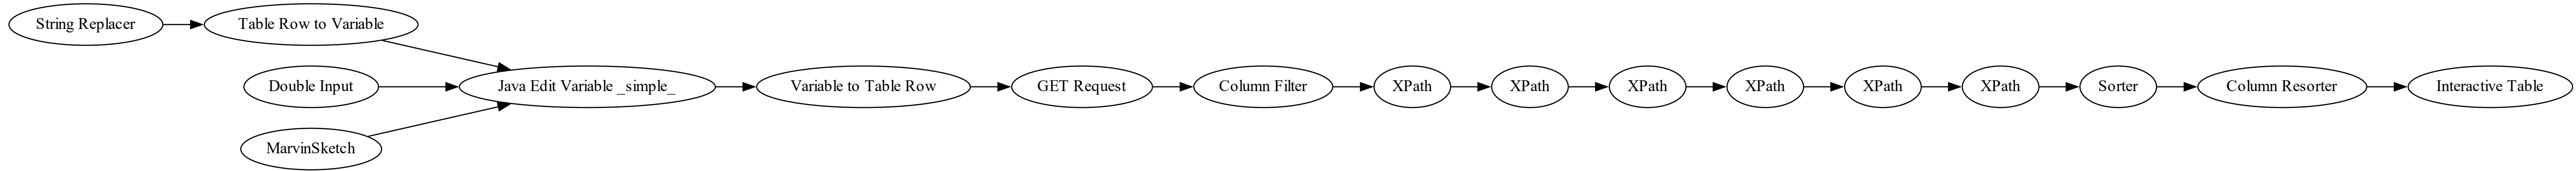 String Replacer
Table Row to Variable
Double Input
Java Edit Variable _simple_
Variable to Table Row
GET Request
Column Filter
XPath
XPath
XPath
XPath
XPath
XPath
Sorter
Column Resorter
Interactive Table
MarvinSketch